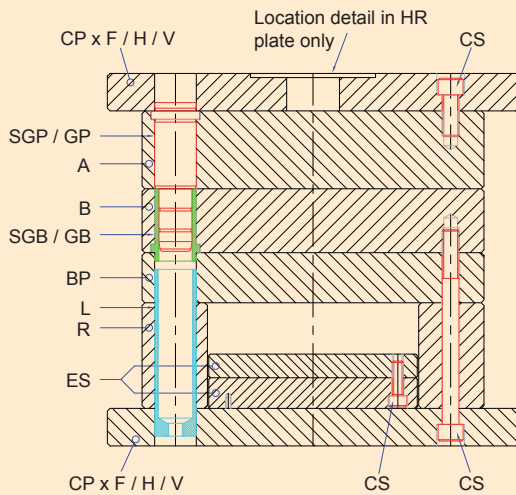 Location detail in HR
plate only
CP x F / H / V
CS
SGP / GP
A
B
SGB / GB
BP
L
R
ES
CP x F / H / V
CS
CS